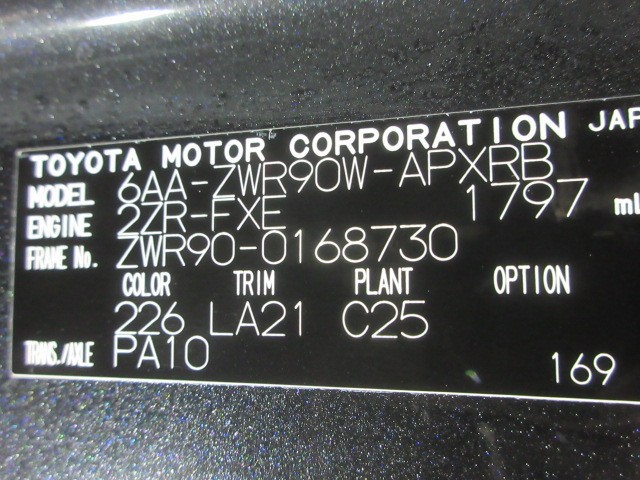 TOYOTA MOTOR CORPORATION JAP
MODEL 6AA-ZWR90W-APXRB
ENGINE 2ZR-FXE 1797 ml
FRAME No. ZWR90-0168730
COLOR TRIM PLANT OPTION
226 LA21 C25
TRANS./AXLE PA10
169